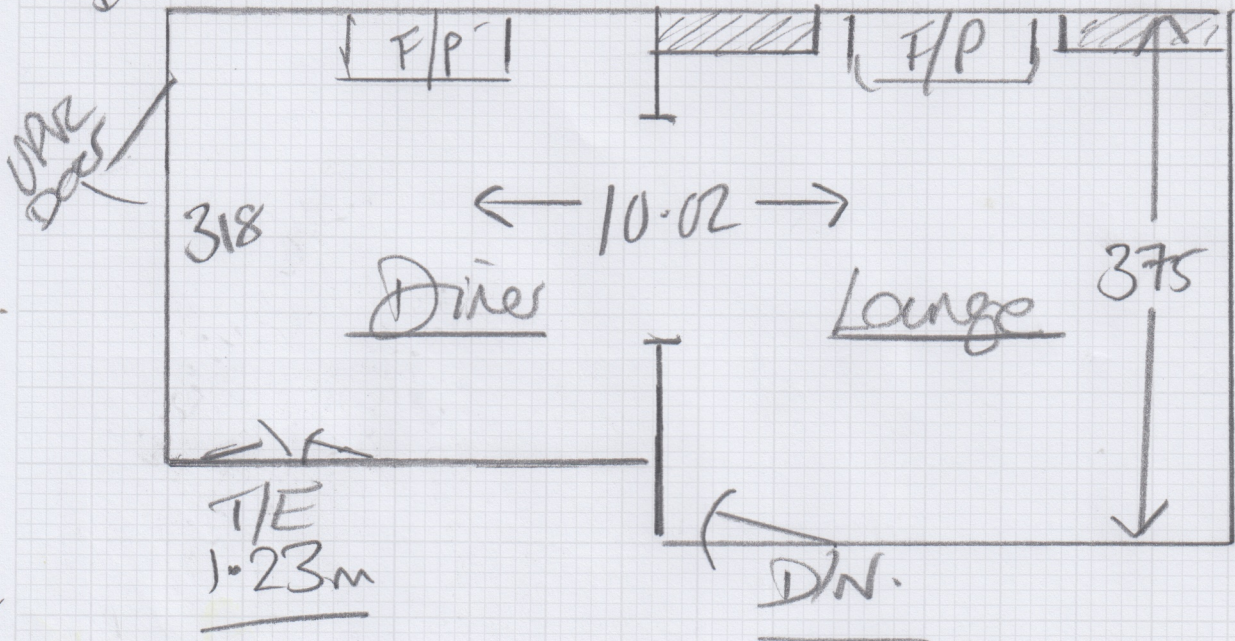 F/P
F/P
UPVC
Doors
318
10.02
375
Diner
Lounge
T/E
1.23m
D/N.